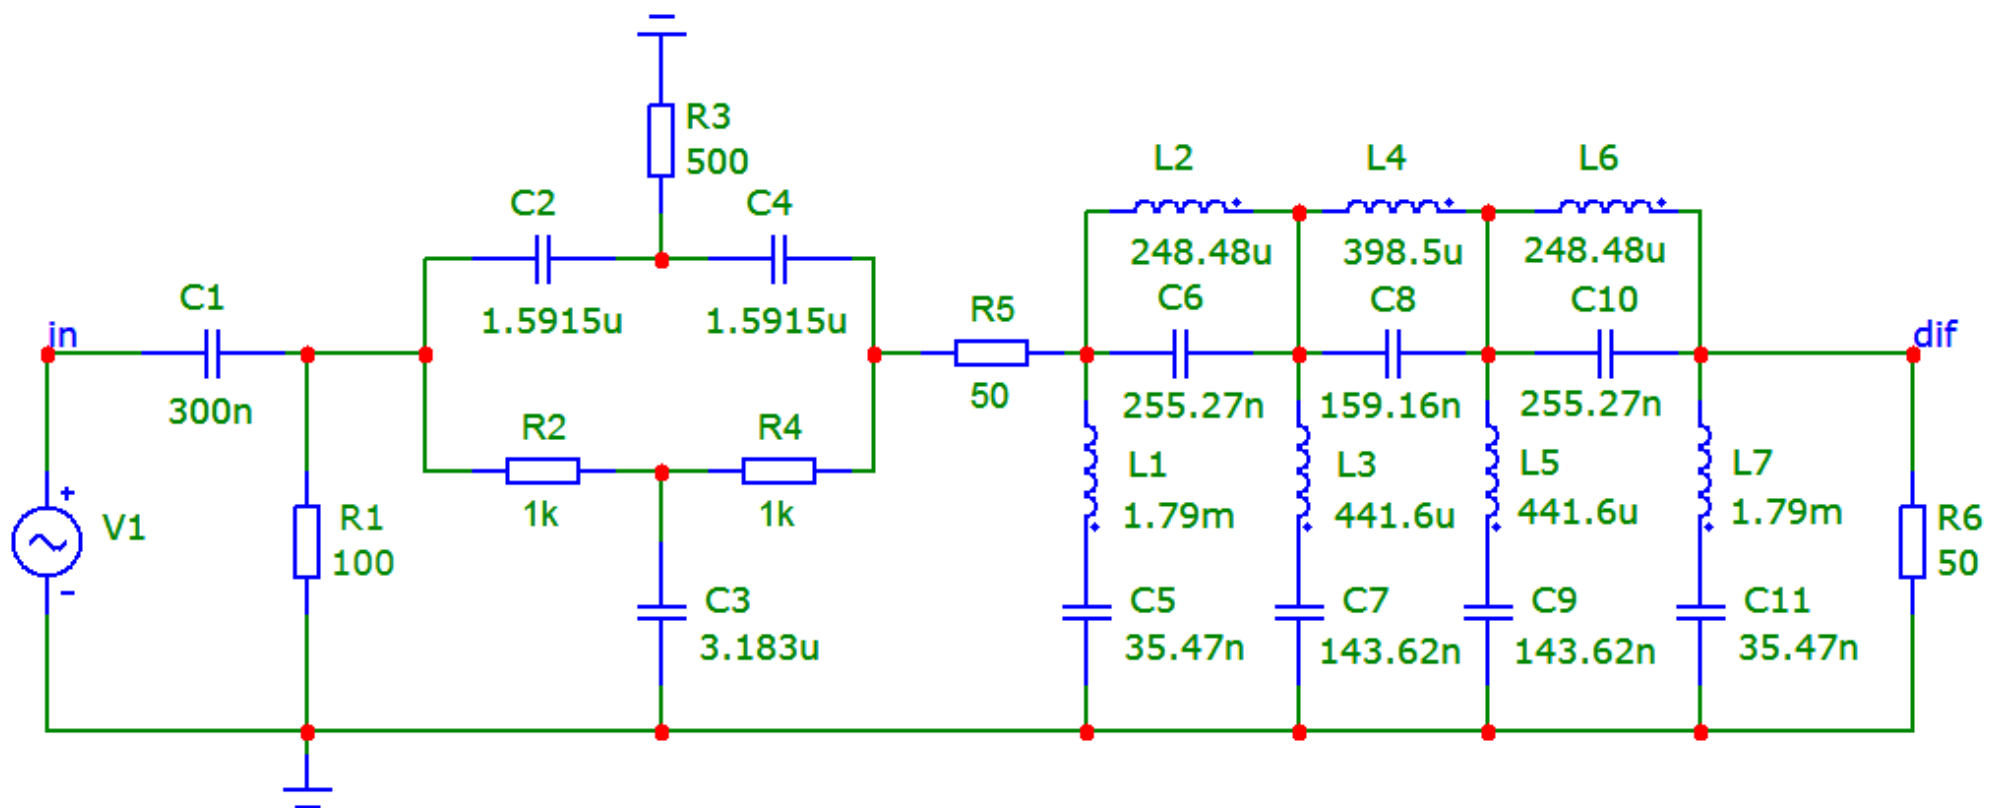 R3
500
L2
L4
L6
C2
C4
248.48u
398.5u
248.48u
C1
C6
C8
C10
R5
1.5915u
1.5915u
in
dif
300n
50
255.27n
159.16n
255.27n
R2
R4
L1
L3
L5
L7
1k
1k
1.79m
441.6u
441.6u
1.79m
V1
R1
100
R6
50
C3
3.183u
C5
35.47n
C7
143.62n
C9
143.62n
C11
35.47n